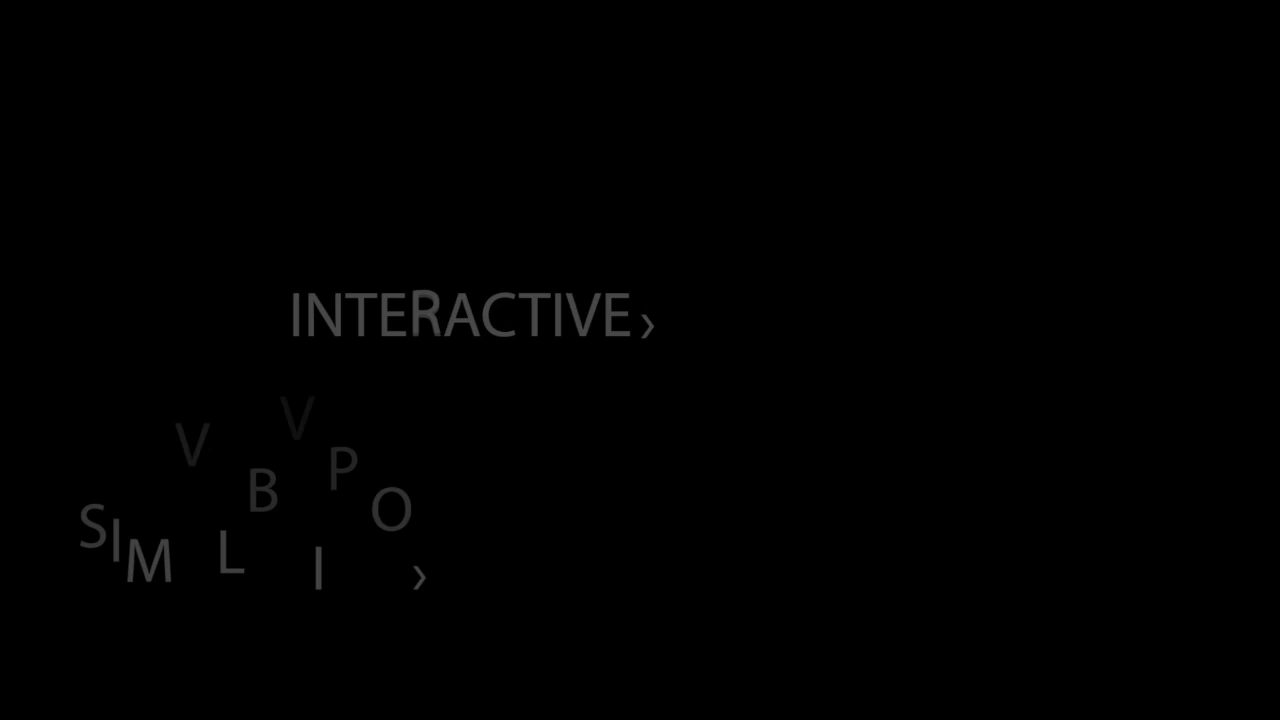 INTERACTIVE›
S I M V L B V I P O ›